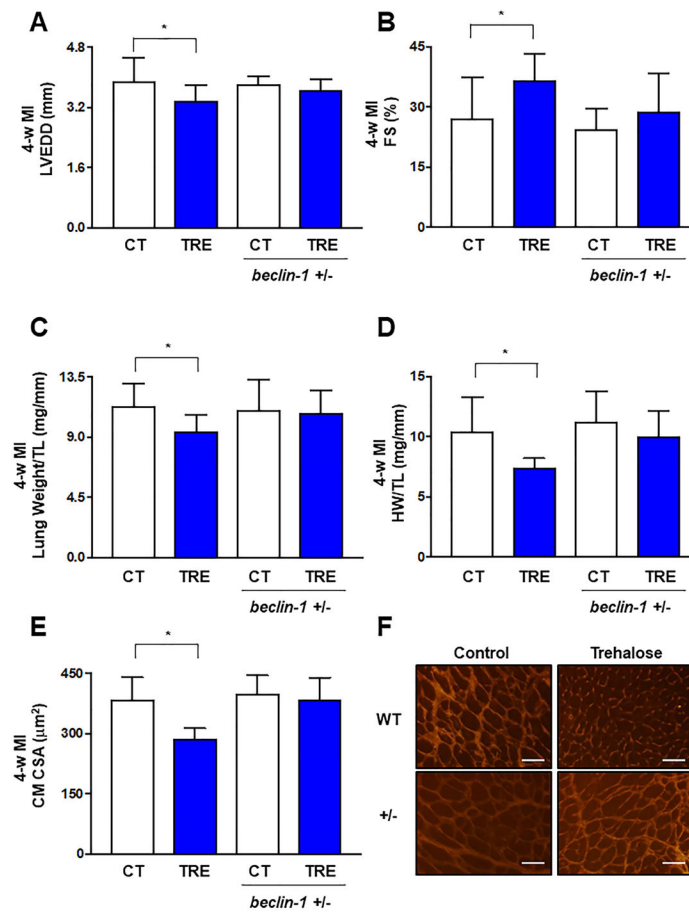 A
4-w MI
LVEDD (mm)
4.8
3.2
1.6
0.0
*
CT
TRE
CT
TRE
beclin-1 +/-
B
4-w MI
FS (%)
45
30
15
0
*
CT
TRE
CT
TRE
beclin-1 +/-
C
4-w MI
Lung Weight/TL (mg/mm)
13.5
9.0
4.5
0.0
*
CT
TRE
CT
TRE
beclin-1 +/-
D
4-w MI
HW/TL (mg/mm)
15
10
5
0
*
CT
TRE
CT
TRE
beclin-1 +/-
E
4-w MI
CM CSA (μm²)
450
300
150
0
*
CT
TRE
CT
TRE
beclin-1 +/-
F
Control
Trehalose
WT
+/-